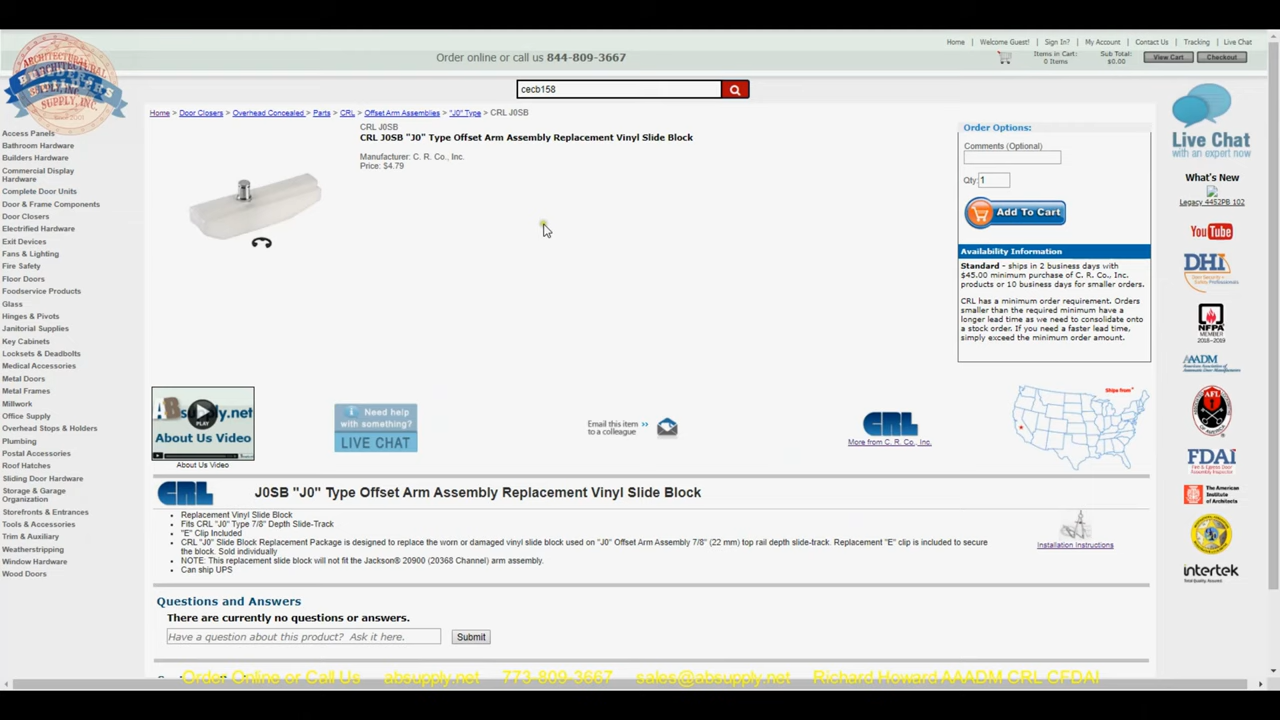 Home Welcome Guest! Sign In? My Account Contact Us Tracking Live Chat
ARCHITECTURAL
BUILDERS
SUPPLY, INC.
Order online or call us 844-809-3667
Items in Cart:
0 Items
Sub Total:
$0.00
View Cart
Checkout
cecb158
Home > Door Closers > Overhead Concealed > Parts > CRL > Offset Arm Assemblies > "J0" Type > CRL J0SB
Access Panels
Bathroom Hardware
Builders Hardware
Commercial Display
Hardware
Complete Door Units
Door & Frame Components
Door Closers
Electrified Hardware
Exit Devices
Fans & Lighting
Fire Safety
Floor Doors
Foodservice Products
Glass
Hinges & Pivots
Janitorial Supplies
Key Cabinets
Locksets & Deadbolts
Medical Accessories
Metal Doors
Metal Frames
Millwork
Office Supply
Overhead Stops & Holders
Plumbing
Postal Accessories
Roof Hatches
Sliding Door Hardware
Storage & Garage
Organization
Storefronts & Entrances
Tools & Accessories
Trim & Auxiliary
Weatherstripping
Window Hardware
Wood Doors
CRL J0SB
CRL J0SB "J0" Type Offset Arm Assembly Replacement Vinyl Slide Block
Manufacturer: C. R. Co., Inc.
Price: $4.79
Order Options:
Comments (Optional)
Qty: 1
Add To Cart
Availability Information
Standard - ships in 2 business days with
$45.00 minimum purchase of C. R. Co., Inc.
products or 10 business days for smaller orders.
CRL has a minimum order requirement. Orders
smaller than the required minimum have a
longer lead time as we need to consolidate onto
a stock order. If you need a faster lead time,
simply exceed the minimum order amount.
Live Chat
with an expert now
What's New
Legacy 4452PB 102
YouTube
DHI
NFPA
MEMBER
2018-2019
AADM
FDAI
The American
Institute
of Architects
intertek
Total Quality. Assured.
ABsupply.net
PLAY
About Us Video
About Us Video
Need help
with something?
LIVE CHAT
Email this item >>
to a colleague
CRL
More from C. R. Co., Inc.
Ships from*
CRL
J0SB "J0" Type Offset Arm Assembly Replacement Vinyl Slide Block
• Replacement Vinyl Slide Block
• Fits CRL "J0" Type 7/8" Depth Slide-Track
• "E" Clip Included
• CRL "J0" Slide Block Replacement Package is designed to replace the worn or damaged vinyl slide block used on "J0" Offset Arm Assembly 7/8" (22 mm) top rail depth slide-track. Replacement "E" clip is included to secure
the block. Sold individually
• NOTE: This replacement slide block will not fit the Jackson® 20900 (20368 Channel) arm assembly.
• Can ship UPS
Installation Instructions
Questions and Answers
There are currently no questions or answers.
Have a question about this product? Ask it here.
Submit
Order Online or Call Us absupply.net 773-809-3667 sales@absupply.net Richard Howard AAADM CRL CFDAI